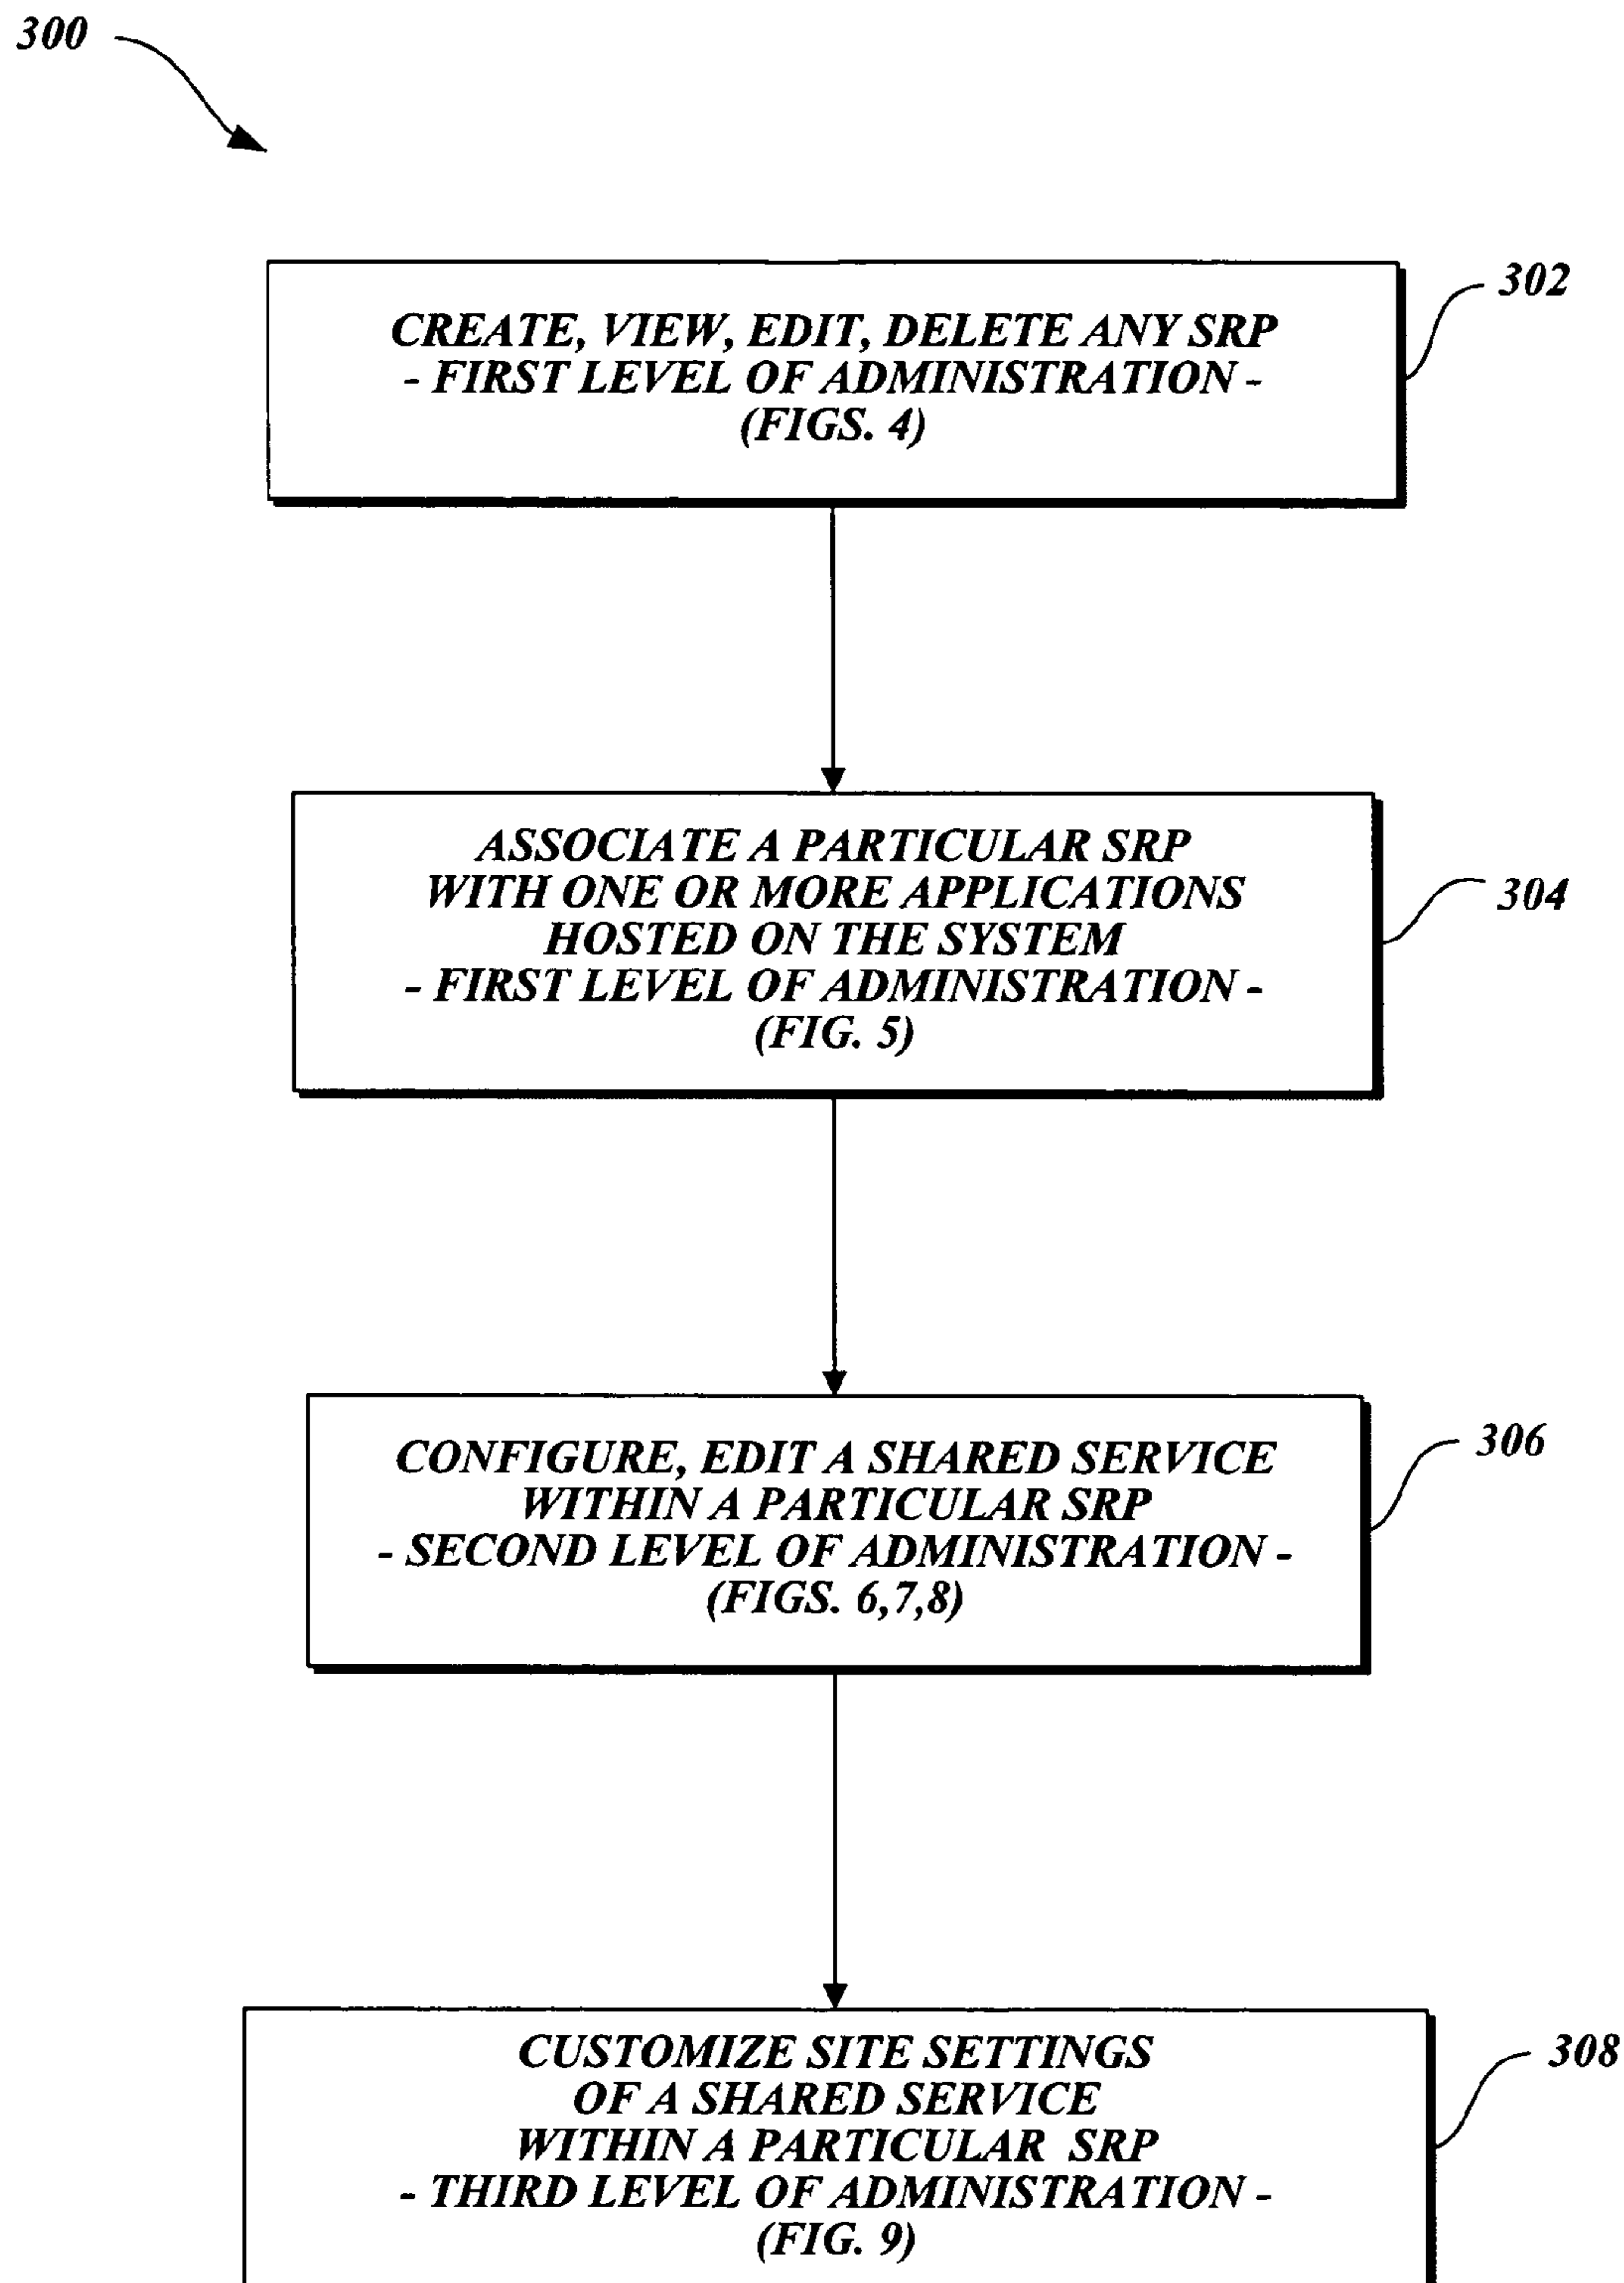 300
302
CREATE, VIEW, EDIT, DELETE ANY SRP
- FIRST LEVEL OF ADMINISTRATION -
(FIGS. 4)
ASSOCIATE A PARTICULAR SRP
WITH ONE OR MORE APPLICATIONS
HOSTED ON THE SYSTEM
- FIRST LEVEL OF ADMINISTRATION -
(FIG. 5)
304
CONFIGURE, EDIT A SHARED SERVICE
WITHIN A PARTICULAR SRP
- SECOND LEVEL OF ADMINISTRATION -
(FIGS. 6,7,8)
306
CUSTOMIZE SITE SETTINGS
OF A SHARED SERVICE
WITHIN A PARTICULAR SRP
- THIRD LEVEL OF ADMINISTRATION -
(FIG. 9)
308